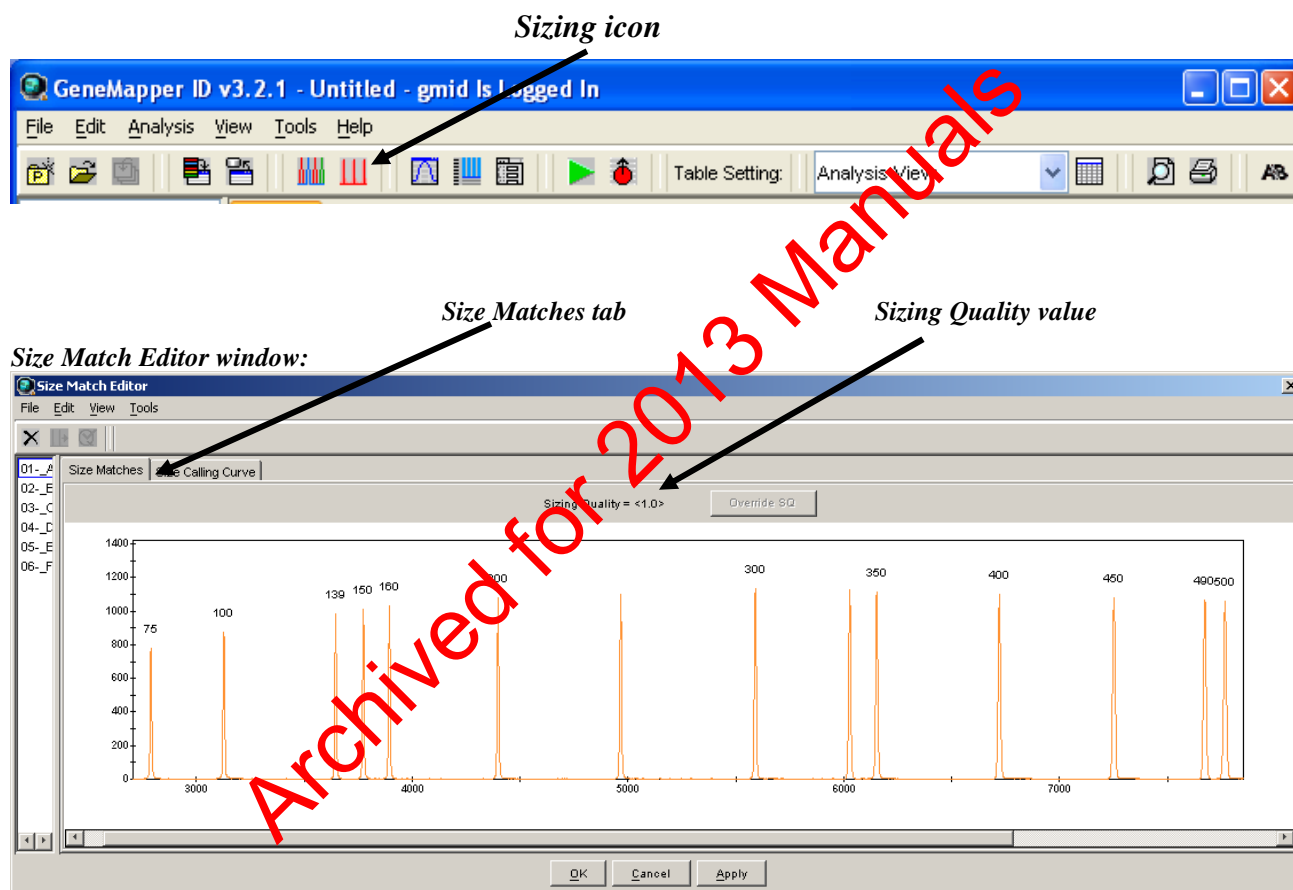 Sizing icon
GeneMapper ID v3.2.1 - Untitled - gmid Is Logged In
File Edit Analysis View Tools Help
Table Setting: Analysis View
Size Matches tab
Sizing Quality value
Size Match Editor window:
Size Match Editor
File Edit View Tools
Size Matches Size Calling Curve
Sizing Quality = <1.0> Override SQ
01-_A
02-_E
03-_C
04-_D
05-_E
06-_F
1400
1200
1000
800
600
400
200
0
75 100 139 150 160 200 300 350 400 450 490 500
3000 4000 5000 6000 7000
OK Cancel Apply
Archived for 2013 Manuals